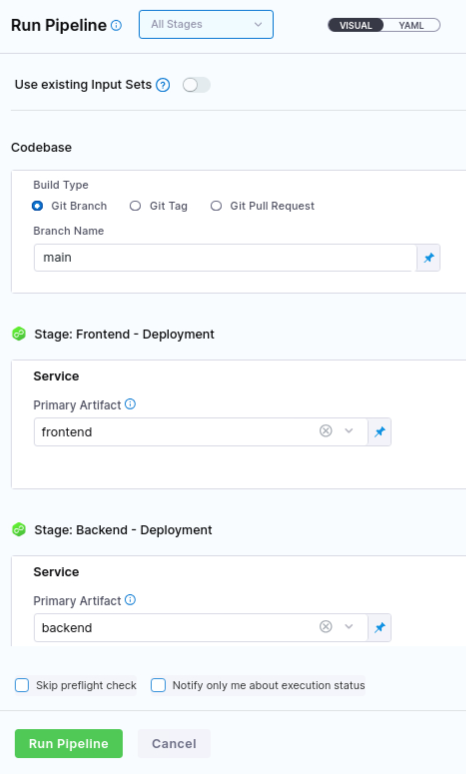 Run Pipeline All Stages VISUAL YAML
Use existing Input Sets
Codebase
Build Type
Git Branch Git Tag Git Pull Request
Branch Name
main
Stage: Frontend - Deployment
Service
Primary Artifact
frontend
Stage: Backend - Deployment
Service
Primary Artifact
backend
Skip preflight check Notify only me about execution status
Run Pipeline Cancel